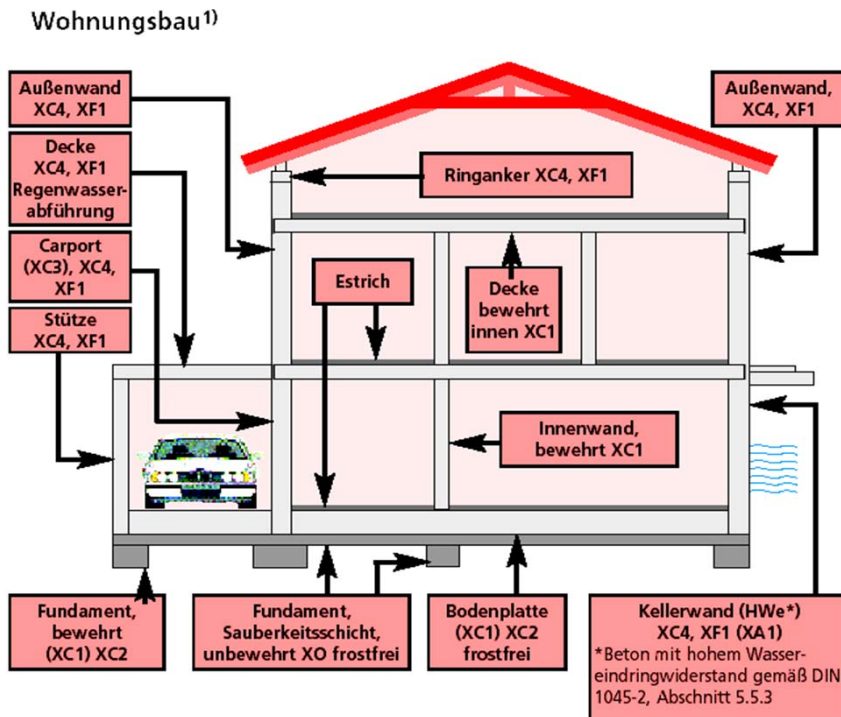 Wohnungsbau¹⁾
Außenwand
XC4, XF1
Decke
XC4, XF1
Regenwasser-
abführung
Carport
(XC3), XC4,
XF1
Stütze
XC4, XF1
Ringanker XC4, XF1
Estrich
Decke
bewehrt
innen XC1
Innenwand,
bewehrt XC1
Außenwand,
XC4, XF1
Fundament,
bewehrt
(XC1) XC2
Fundament,
Sauberkeitsschicht,
unbewehrt XO frostfrei
Bodenplatte
(XC1) XC2
frostfrei
Kellerwand (HWe*)
XC4, XF1 (XA1)
*Beton mit hohem Wasser-
eindringwiderstand gemäß DIN
1045-2, Abschnitt 5.5.3